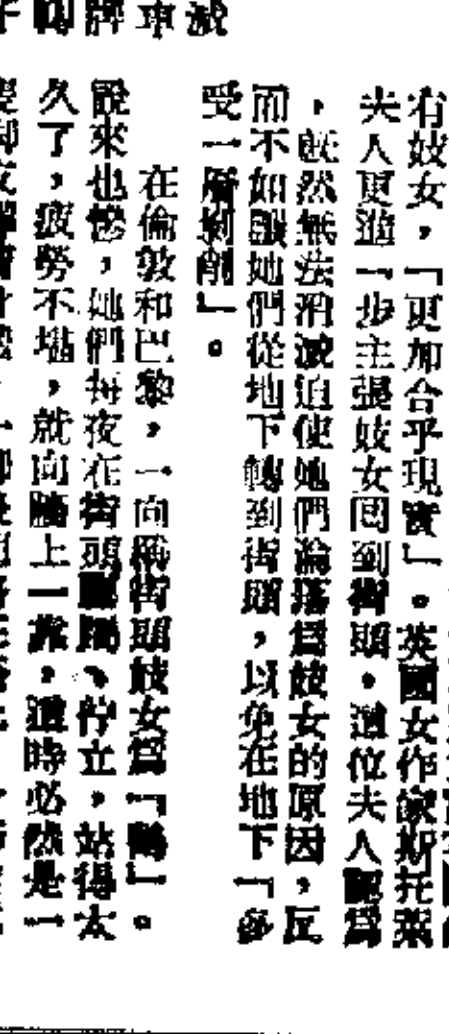 滅車牌
有妓女，「更加合乎現實」。英國女作家斯托葉
夫人更進一步主張妓女回到街頭，這位夫人認爲
，既然無法消滅迫使她們淪落爲妓女的原因，反
而不如讓她們從地下轉到街頭，以免在地下「多
受一層剝削」。
在倫敦和巴黎，一向稱街頭妓女爲「鶴」。
說來也慘，她們每夜在街頭、佇立，站得太
久了，疲勞不堪，就向牆上一靠，這時必然是一